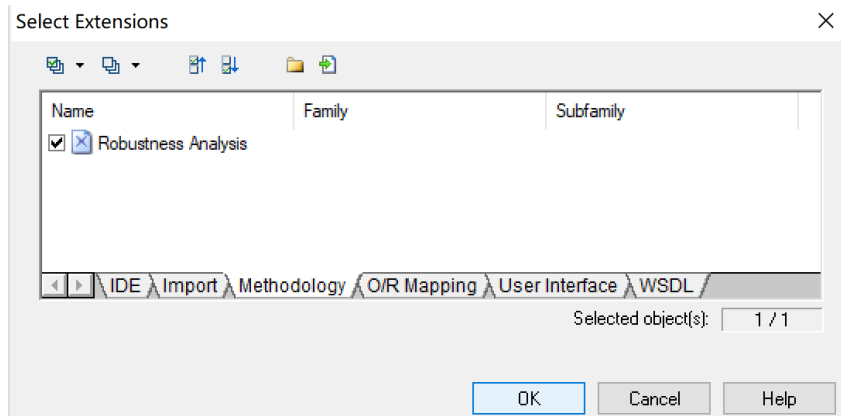 Select Extensions
Name Family Subfamily
Robustness Analysis
IDE Import Methodology O/R Mapping User Interface WSDL
Selected object(s): 1 / 1
OK Cancel Help